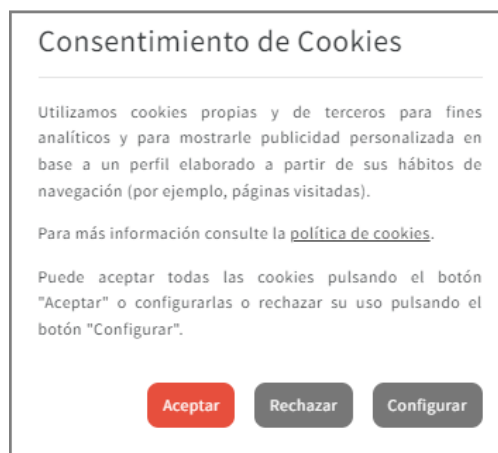 Consentimiento de Cookies
Utilizamos cookies propias y de terceros para fines
analíticos y para mostrarle publicidad personalizada en
base a un perfil elaborado a partir de sus hábitos de
navegación (por ejemplo, páginas visitadas).
Para más información consulte la política de cookies.
Puede aceptar todas las cookies pulsando el botón
"Aceptar" o configurarlas o rechazar su uso pulsando el
botón "Configurar".
Aceptar Rechazar Configurar